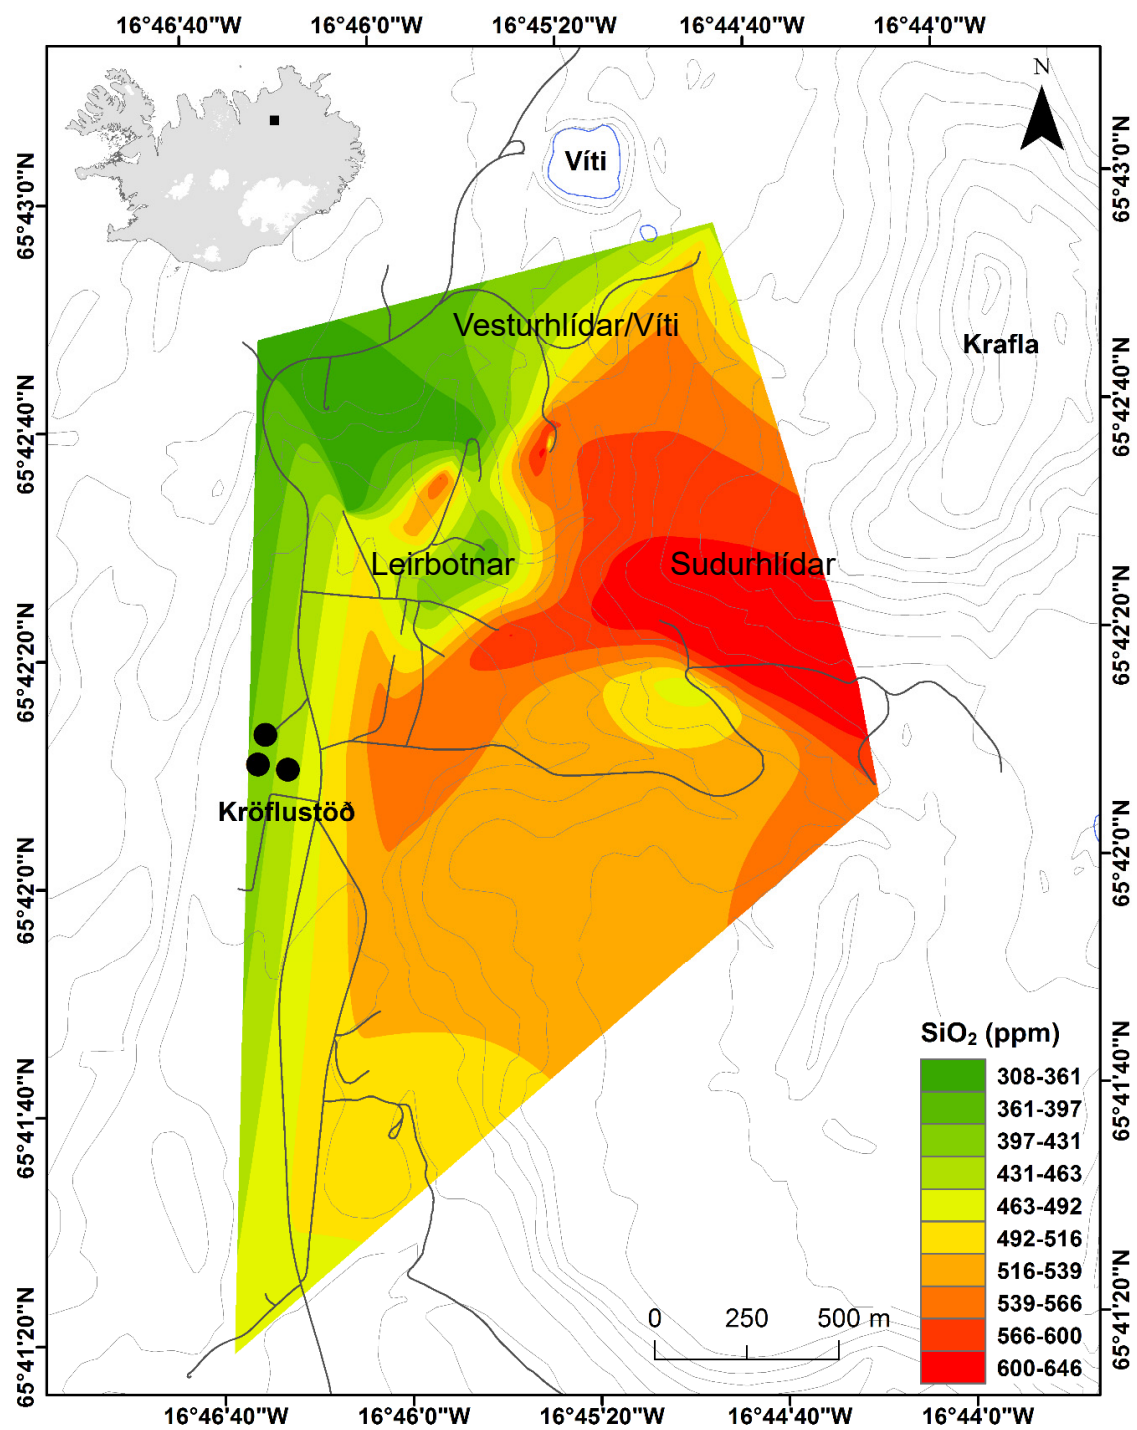 16°46'40"W 16°46'0"W 16°45'20"W 16°44'40"W 16°44'0"W
N
Víti
65°43'0"N
65°43'0"N
Vesturhlídar/Víti
Krafla
65°42'40"N
65°42'40"N
Leirbotnar
Sudurhlídar
65°42'20"N
65°42'20"N
Kröflustöð
65°42'0"N
65°42'0"N
SiO₂ (ppm)
308-361
361-397
397-431
431-463
463-492
492-516
516-539
539-566
566-600
600-646
65°41'40"N
65°41'40"N
0 250 500 m
65°41'20"N
65°41'20"N
16°46'40"W 16°46'0"W 16°45'20"W 16°44'40"W 16°44'0"W